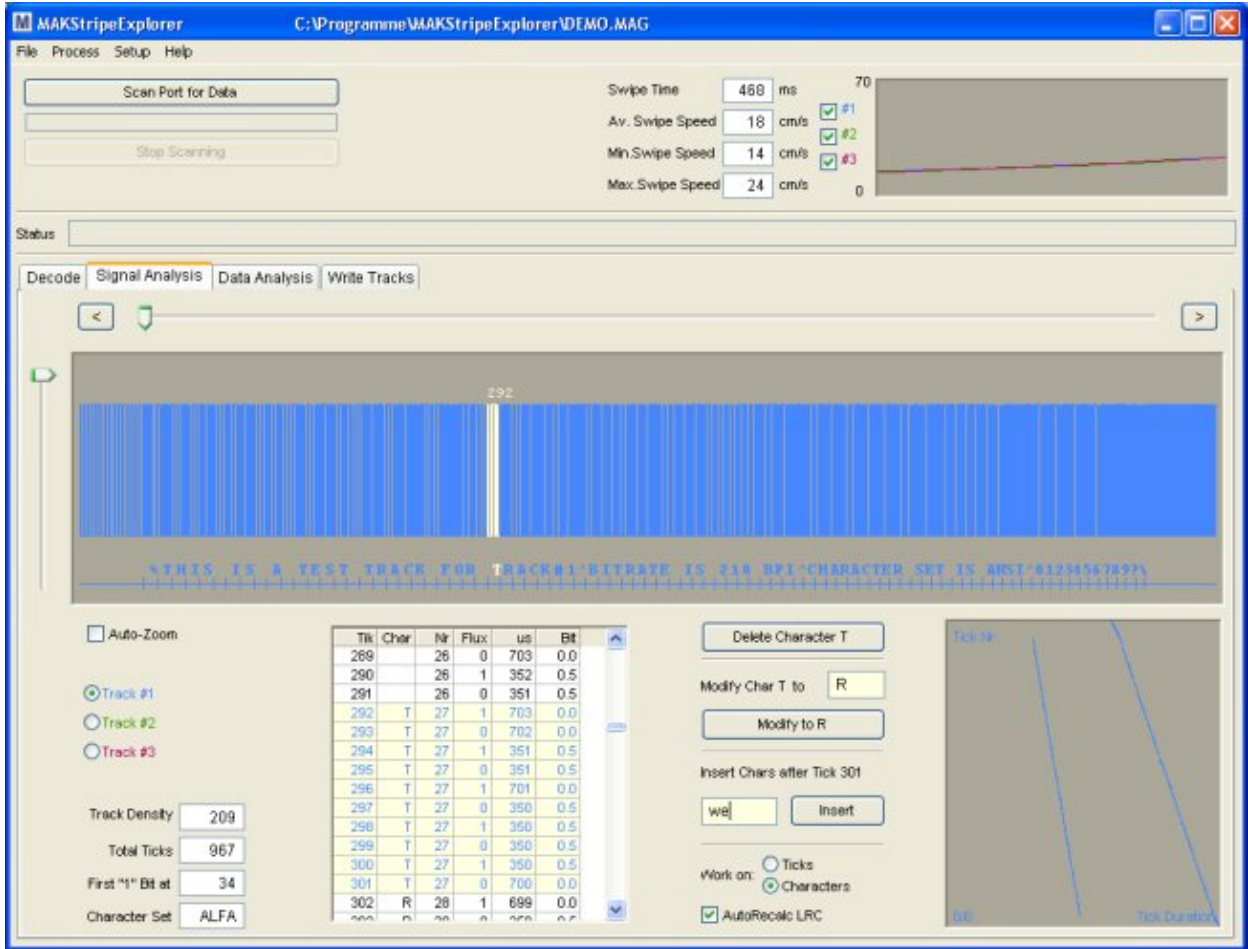 M MAKStripeExplorer C:\Programme\MAKStripeExplorer\DEMO.MAG
File Process Setup Help
Scan Port for Data
Stop Scanning
Swipe Time 468 ms
Av. Swipe Speed 18 cm/s
Min.Swipe Speed 14 cm/s
Max.Swipe Speed 24 cm/s
#1
#2
#3
70
0
Status
Decode Signal Analysis Data Analysis Write Tracks
< >
292
%THIS IS A TEST TRACK FOR TRACK#1^BITRATE IS 210 BPI^CHARACTER SET IS ANSI^0123456789?\
Auto-Zoom
Track #1
Track #2
Track #3
Track Density 209
Total Ticks 967
First "1" Bit at 34
Character Set ALFA
Tik Char Nr Flux us Bit
289 26 0 703 0.0
290 26 1 352 0.5
291 26 0 351 0.5
292 T 27 1 703 0.0
293 T 27 0 702 0.0
294 T 27 1 351 0.5
295 T 27 0 351 0.5
296 T 27 1 701 0.0
297 T 27 0 350 0.5
298 T 27 1 350 0.5
299 T 27 0 350 0.5
300 T 27 1 350 0.5
301 T 27 0 700 0.0
302 R 28 1 699 0.0
Delete Character T
Modify Char T to R
Modify to R
Insert Chars after Tick 301
we Insert
Work on: Ticks
Characters
AutoRecalc LRC
Tick Nr.
0/0 Tick Duration